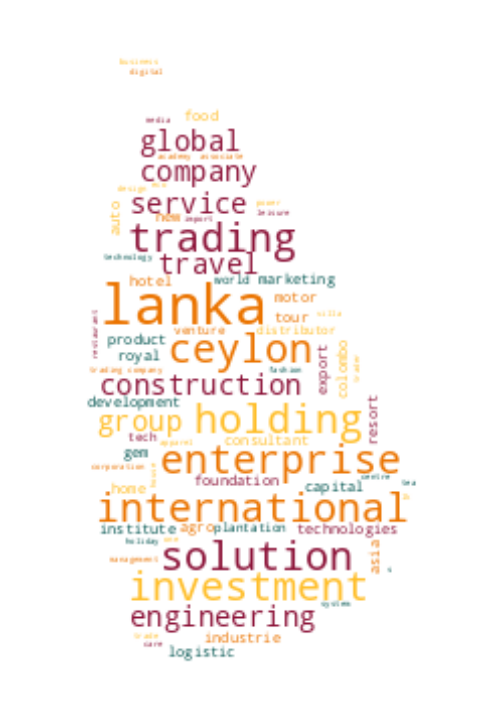 business
digital
media food
global
academy associate
company
design
service power
auto new import leisure
trading
technology travel
hotel world marketing
lanka motor
tour villa
restaurant venture distributor
product ceylon
royal
trading company fashion
construction export colombo trader
development
group holding resort
tech apparel consultant
gem enterprise
corporation house
foundation centre
home capital tea
international
institute agro plantation technologies
holiday one
solution asia
management s
investment
system
engineering
trade industrie
care logistic